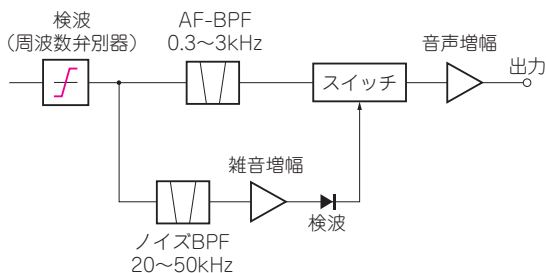 検波
(周波数弁別器)
AF-BPF
0.3～3kHz
スイッチ
音声増幅
出力
雑音増幅
検波
ノイズBPF
20～50kHz